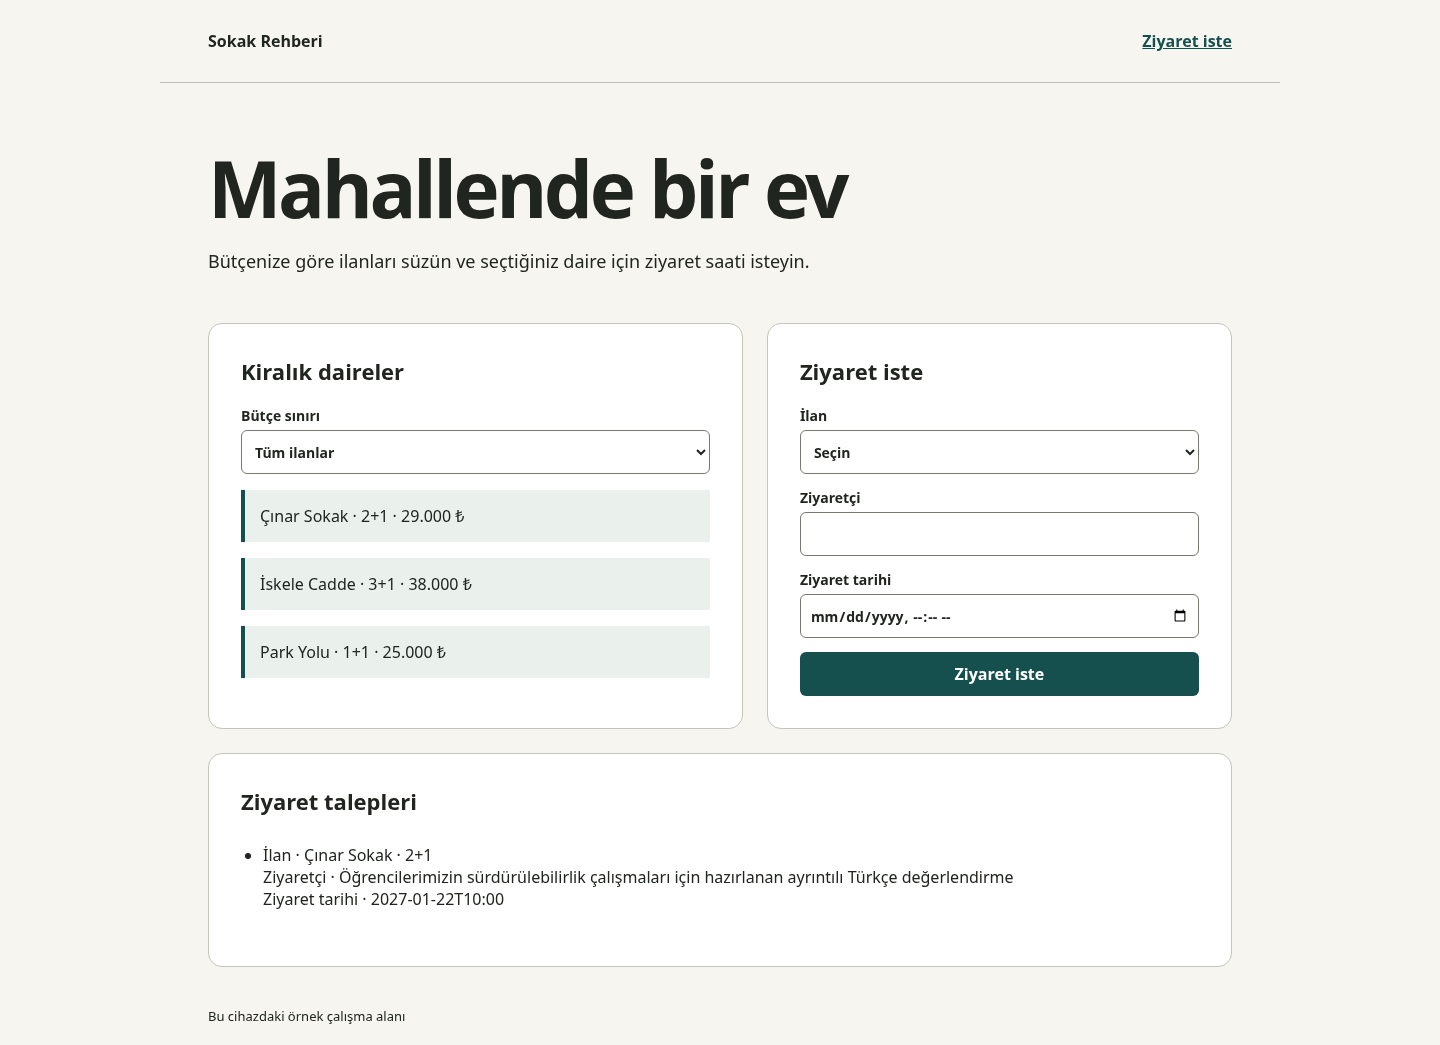 Sokak Rehberi
Ziyaret iste
Mahallende bir ev
Bütçenize göre ilanları süzün ve seçtiğiniz daire için ziyaret saati isteyin.
Kiralık daireler
Bütçe sınırı
Tüm ilanlar
Çınar Sokak · 2+1 · 29.000 ₺
İskele Cadde · 3+1 · 38.000 ₺
Park Yolu · 1+1 · 25.000 ₺
Ziyaret iste
İlan
Seçin
Ziyaretçi
Ziyaret tarihi
mm/dd/yyyy, --:-- --
Ziyaret iste
Ziyaret talepleri
İlan · Çınar Sokak · 2+1
Ziyaretçi · Öğrencilerimizin sürdürülebilirlik çalışmaları için hazırlanan ayrıntılı Türkçe değerlendirme
Ziyaret tarihi · 2027-01-22T10:00
Bu cihazdaki örnek çalışma alanı